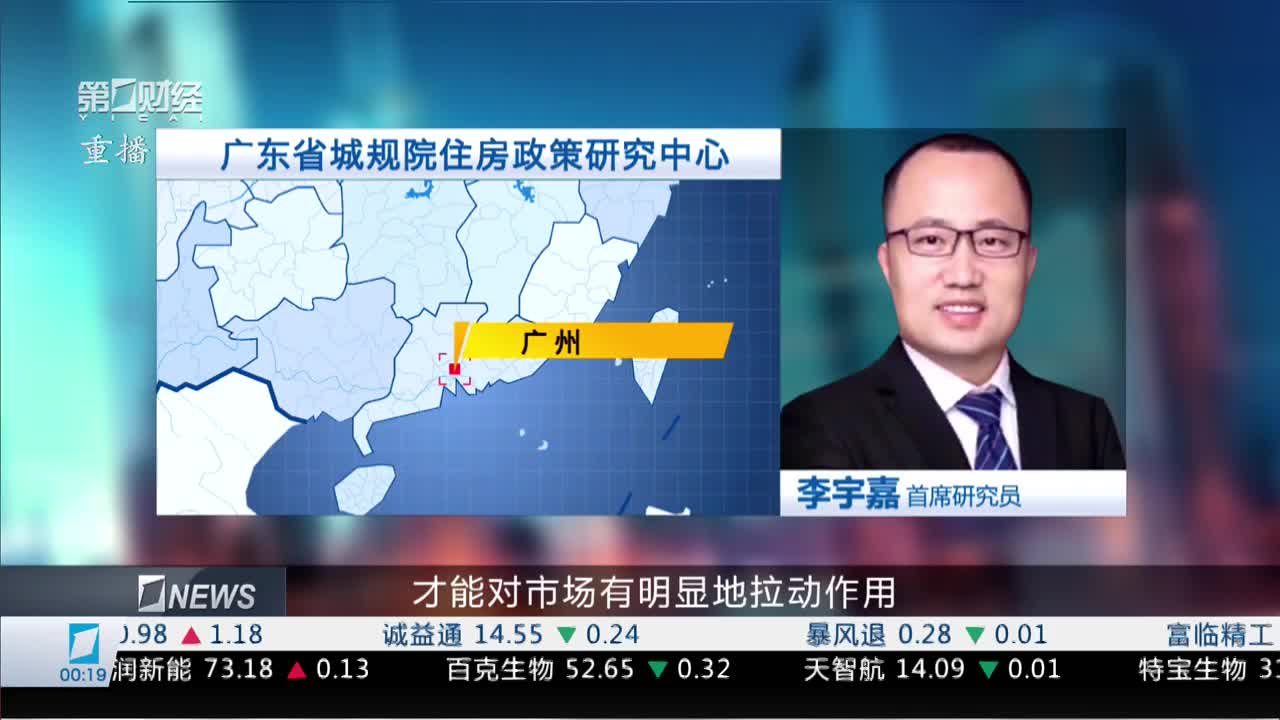 第一财经
YICAI
重播
广东省城规院住房政策研究中心
广州
李宇嘉 首席研究员
NEWS 才能对市场有明显地拉动作用
0.98 ▲ 1.18 诚益通 14.55 ▼ 0.24 暴风退 0.28 ▼ 0.01 富临精工
00:19 润新能 73.18 ▲ 0.13 百克生物 52.65 ▼ 0.32 天智航 14.09 ▼ 0.01 特宝生物